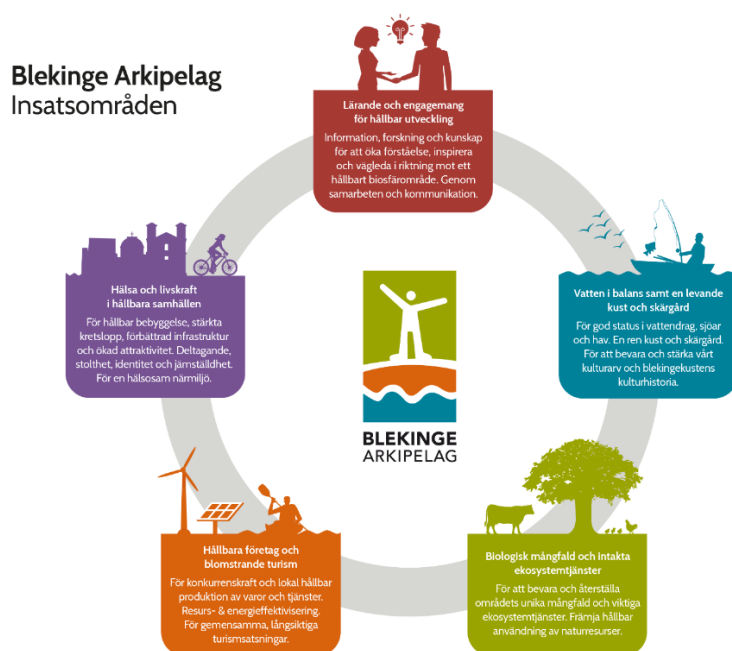 Blekinge Arkipelag
Insatsområden
Lärande och engagemang
för hållbar utveckling
Information, forskning och kunskap
för att öka förståelse, inspirera
och vägleda i riktning mot ett
hållbart biosfärområde. Genom
samarbeten och kommunikation.
Vatten i balans samt en levande
kust och skärgård
För god status i vattendrag, sjöar
och hav. En ren kust och skärgård.
För att bevara och stärka vårt
kulturarv och blekingekustens
kulturhistoria.
Biologisk mångfald och intakta
ekosystemtjänster
För att bevara och återställa
områdets unika mångfald och viktiga
ekosystemtjänster. Främja hållbar
användning av naturresurser.
Hållbara företag och
blomstrande turism
För konkurrenskraft och lokal hållbar
produktion av varor och tjänster.
Resurs- & energieffektivisering.
För gemensamma, långsiktiga
turismsatsningar.
Hälsa och livskraft
i hållbara samhällen
För hållbar bebyggelse, stärkta
kretslopp, förbättrad infrastruktur
och ökad attraktivitet. Deltagande,
stolthet, identitet och jämställdhet.
För en hälsosam närmiljö.
BLEKINGE
ARKIPELAG